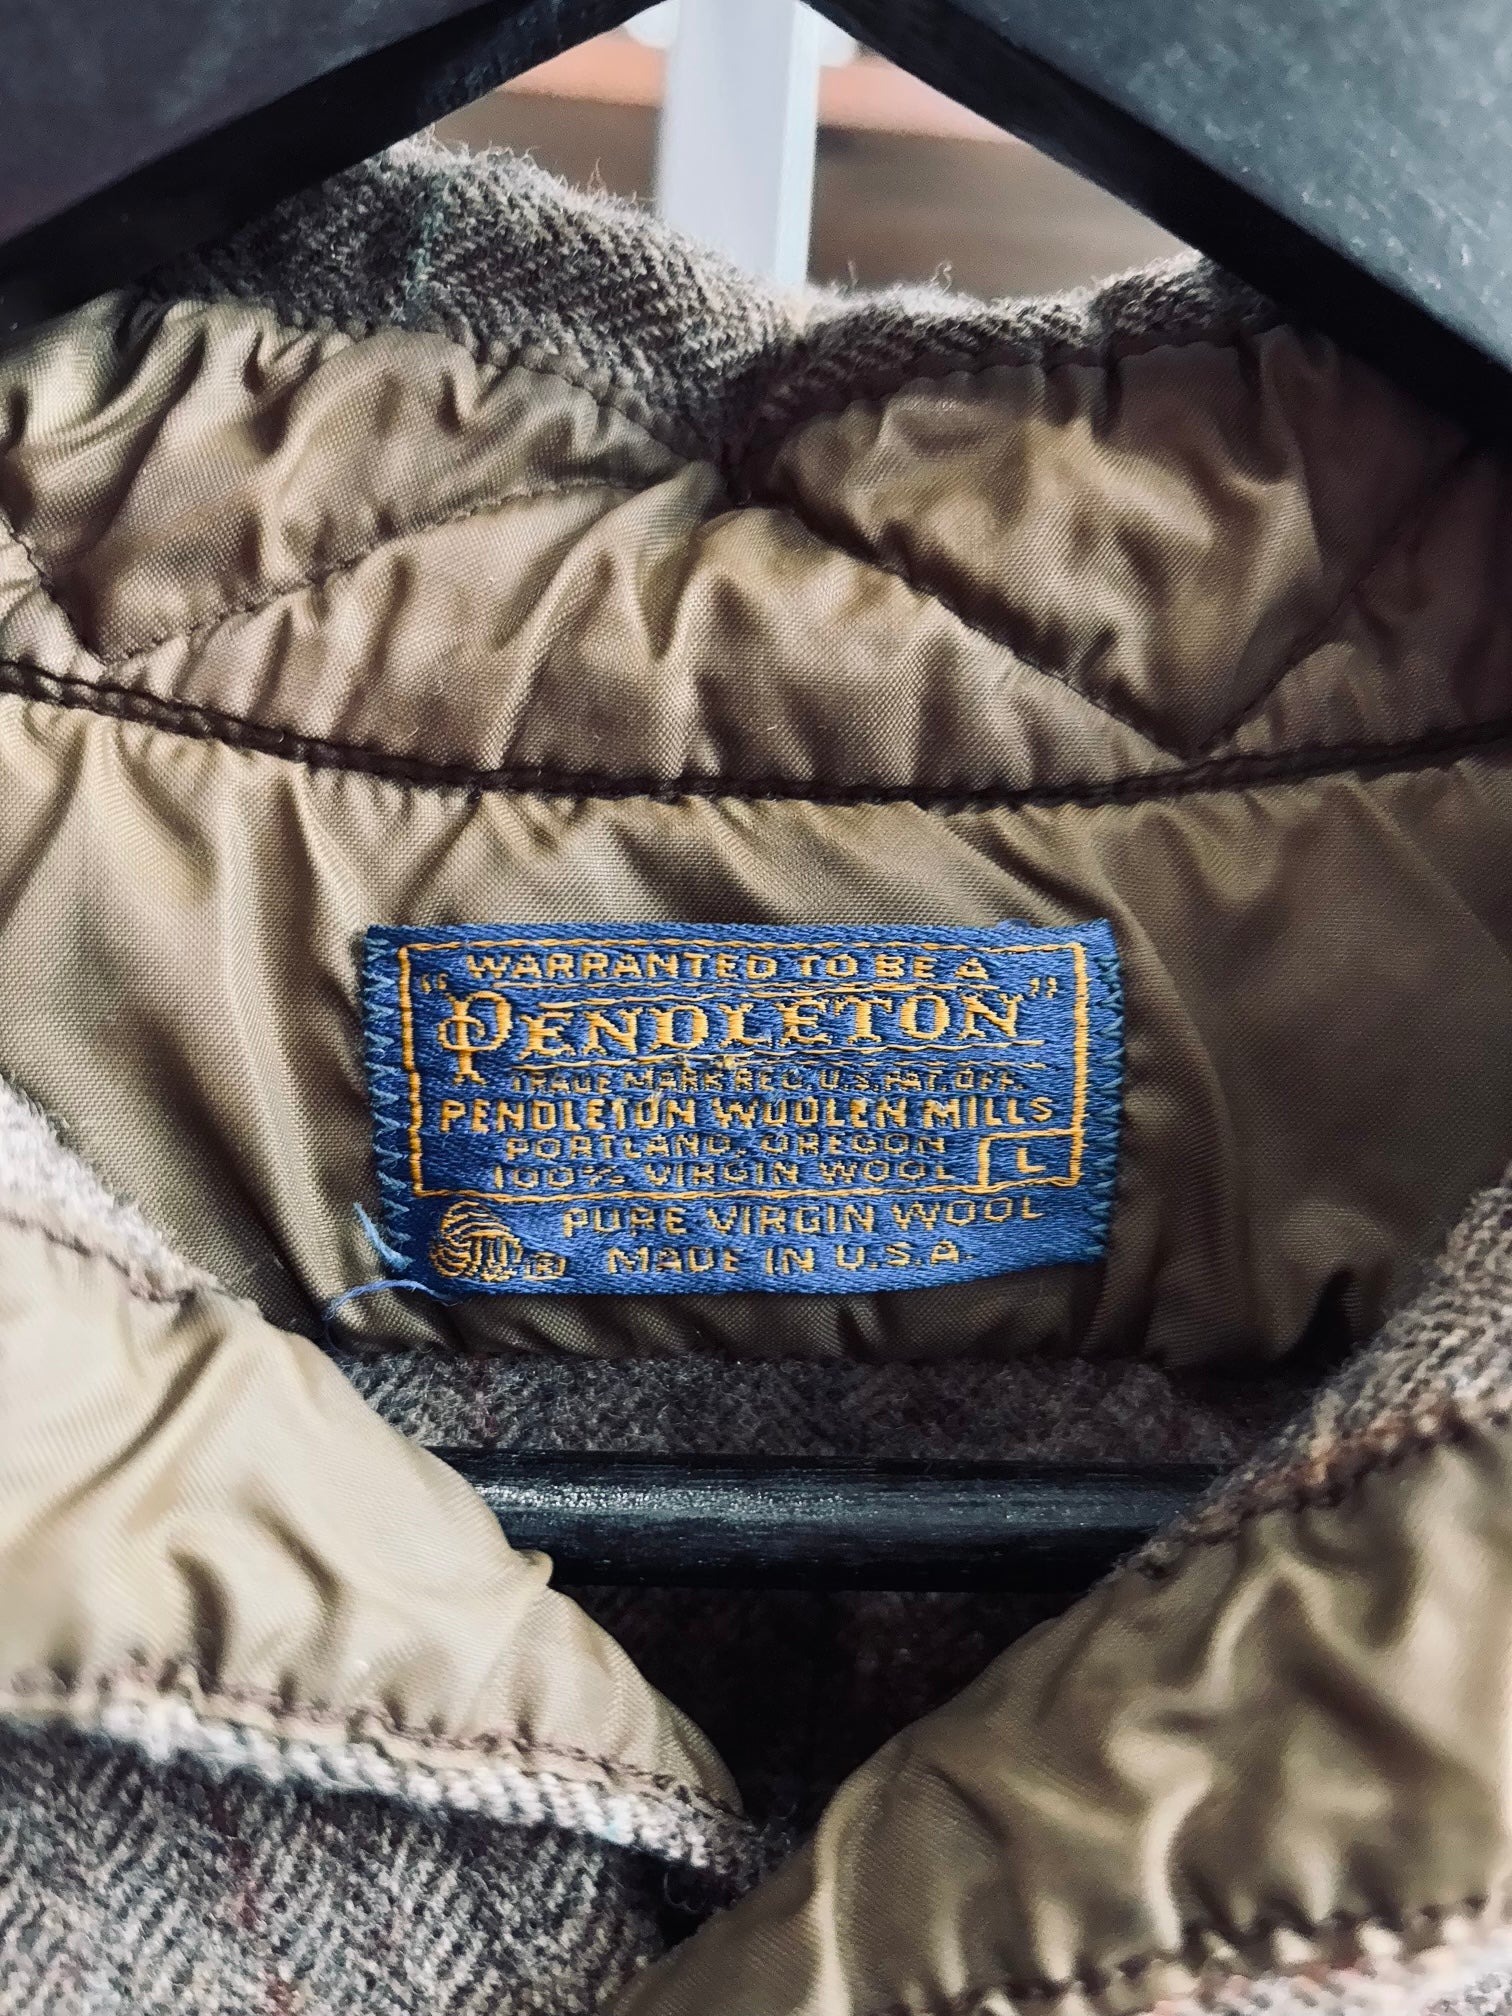 "WARRANTED TO BE A
PENDLETON"
TRADE MARK REG. U.S. PAT. OFF.
PENDLETON WOOLEN MILLS
PORTLAND, OREGON
100% VIRGIN WOOL L
PURE VIRGIN WOOL
® MADE IN U.S.A.